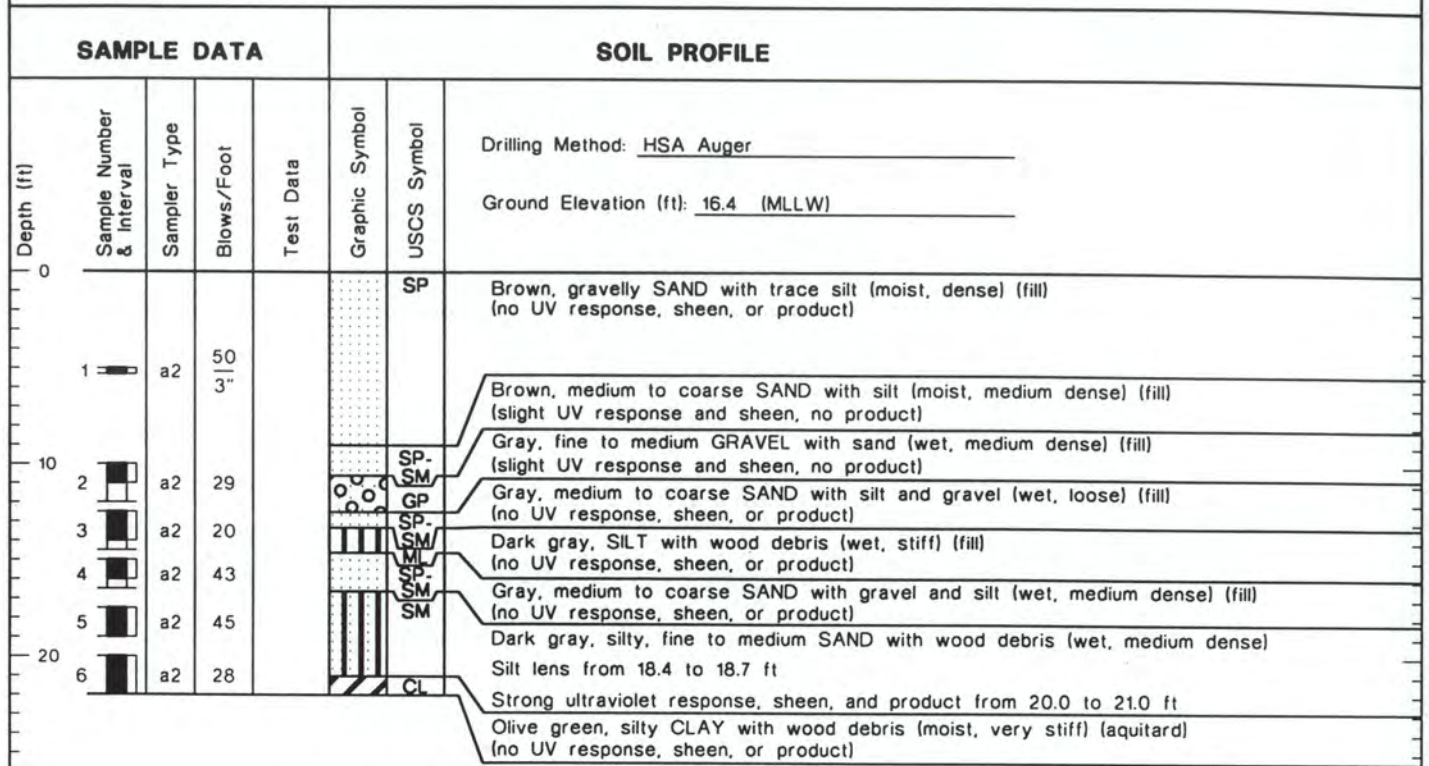 SAMPLE DATA
SOIL PROFILE
Depth (ft)
Sample Number
& Interval
Sampler Type
Blows/Foot
Test Data
Graphic Symbol
USCS Symbol
Drilling Method: HSA Auger
Ground Elevation (ft): 16.4 (MLLW)
0
SP
Brown, gravelly SAND with trace silt (moist, dense) (fill)
(no UV response, sheen, or product)
1 a2 50
3"
Brown, medium to coarse SAND with silt (moist, medium dense) (fill)
(slight UV response and sheen, no product)
10
SP-
SM
Gray, fine to medium GRAVEL with sand (wet, medium dense) (fill)
(slight UV response and sheen, no product)
2 a2 29
GP
Gray, medium to coarse SAND with silt and gravel (wet, loose) (fill)
(no UV response, sheen, or product)
3 a2 20
SP-
SM
Dark gray, SILT with wood debris (wet, stiff) (fill)
(no UV response, sheen, or product)
ML
4 a2 43
SP-
SM
Gray, medium to coarse SAND with gravel and silt (wet, medium dense) (fill)
(no UV response, sheen, or product)
SM
5 a2 45
Dark gray, silty, fine to medium SAND with wood debris (wet, medium dense)
20
Silt lens from 18.4 to 18.7 ft
6 a2 28
Strong ultraviolet response, sheen, and product from 20.0 to 21.0 ft
CL
Olive green, silty CLAY with wood debris (moist, very stiff) (aquitard)
(no UV response, sheen, or product)